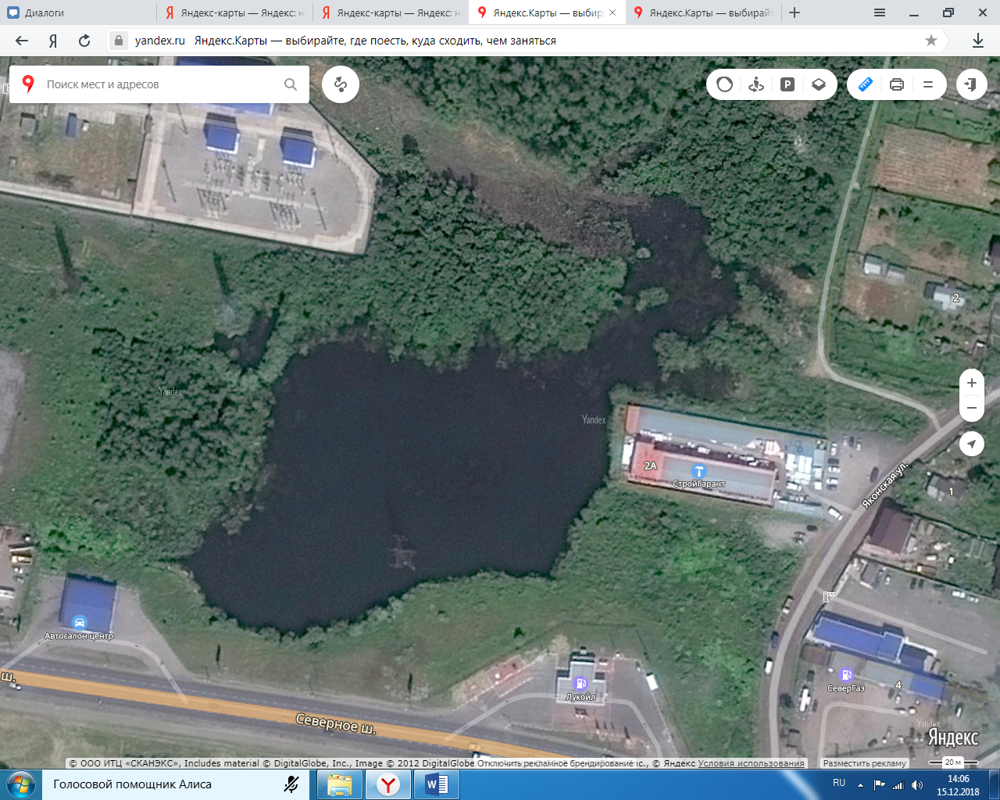 Диалоги
Яндекс-карты — Яндекс: н
Яндекс-карты — Яндекс: н
Яндекс.Карты — выбира
Яндекс.Карты — выбирайт
yandex.ru Яндекс.Карты — выбирайте, где поесть, куда сходить, чем заняться
Поиск мест и адресов
P
2
Yandex
Yandex
2А
СтройГарант
Яконская ул.
1
Автосалон центр
ш.
Лукойл
СеверГаз
4
Северное ш.
Yandex
Яндекс
© ООО ИТЦ «СКАНЭКС», Includes material © DigitalGlobe, Inc., Image © 2012 DigitalGlobe Отключить рекламное брендирование с., © Яндекс Условия использования
Разместить рекламу
20 м
Голосовой помощник Алиса
RU
14:06
15.12.2018